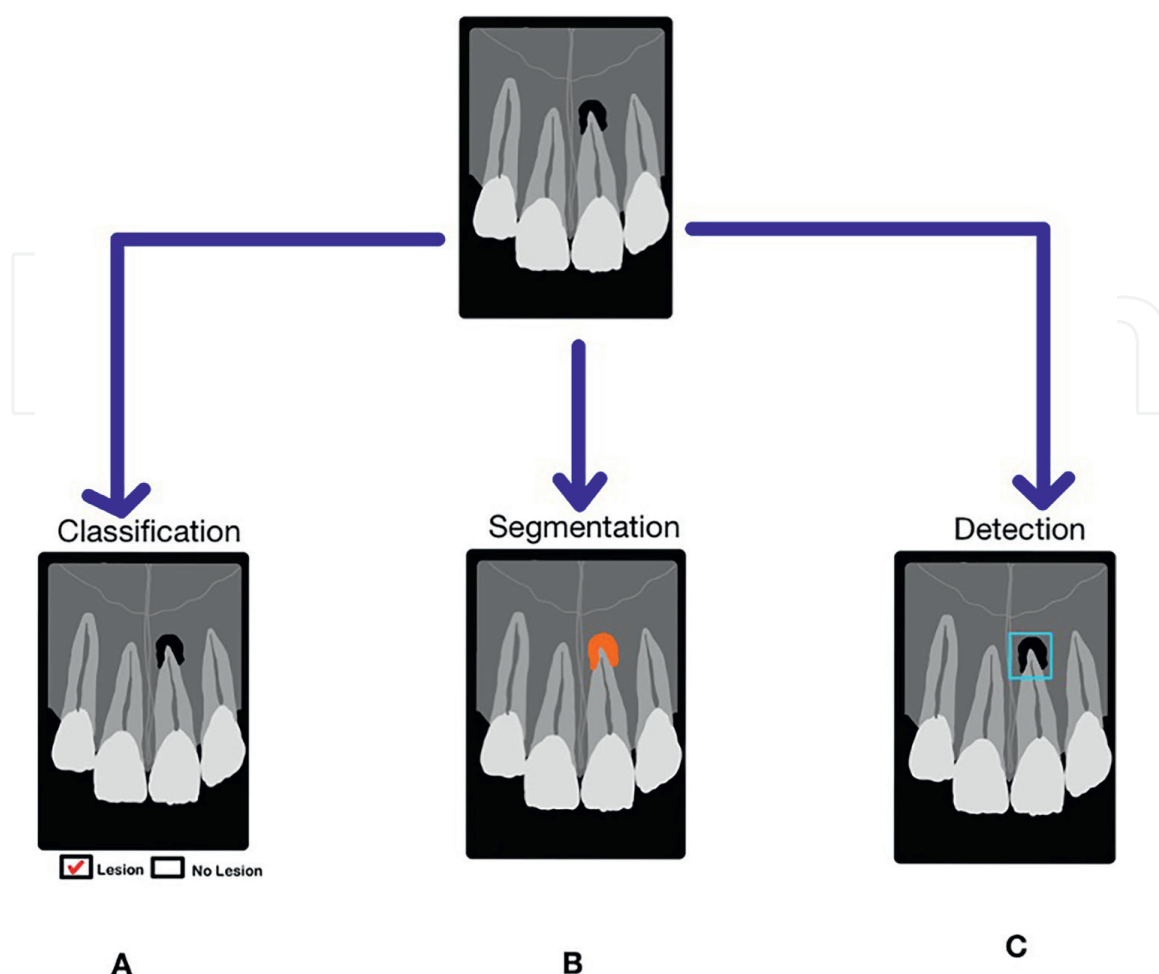 Classification
Segmentation
Detection
Lesion No Lesion
A
B
C